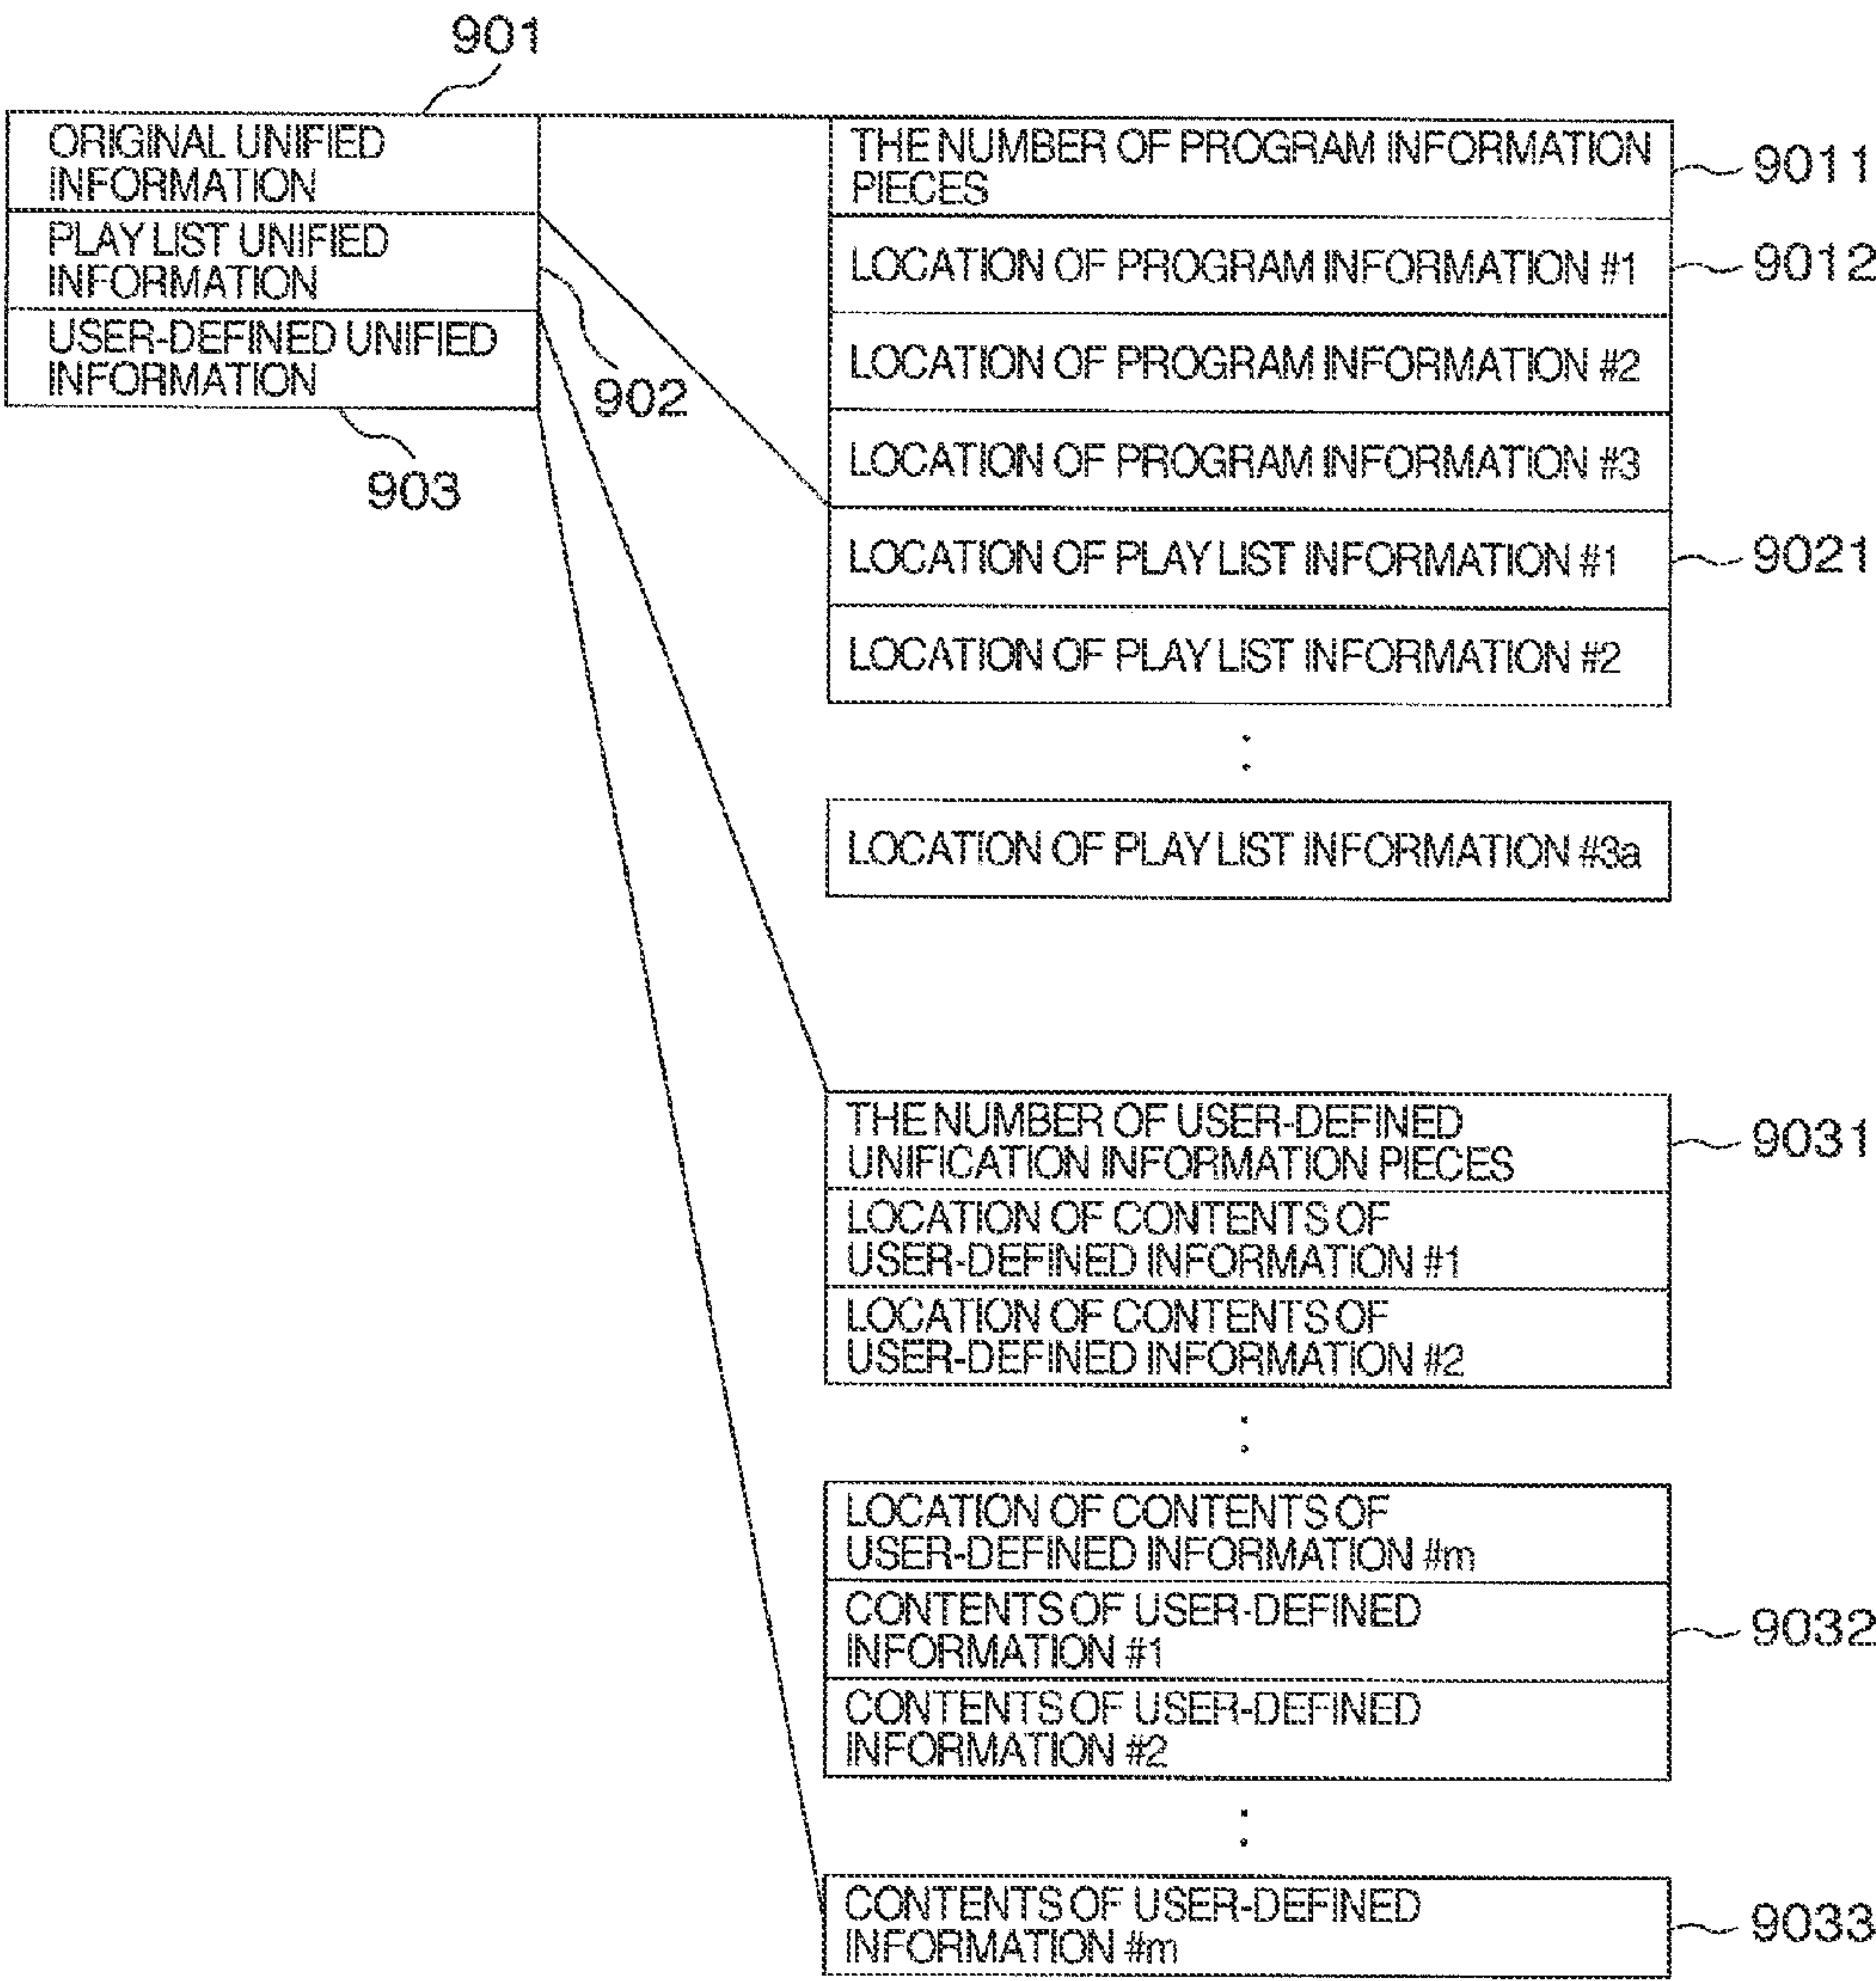 901
ORIGINAL UNIFIED
INFORMATION
PLAY LIST UNIFIED
INFORMATION
USER-DEFINED UNIFIED
INFORMATION
902
903
THE NUMBER OF PROGRAM INFORMATION
PIECES
9011
LOCATION OF PROGRAM INFORMATION #1
9012
LOCATION OF PROGRAM INFORMATION #2
LOCATION OF PROGRAM INFORMATION #3
LOCATION OF PLAY LIST INFORMATION #1
9021
LOCATION OF PLAY LIST INFORMATION #2
LOCATION OF PLAY LIST INFORMATION #3a
THE NUMBER OF USER-DEFINED
UNIFICATION INFORMATION PIECES
9031
LOCATION OF CONTENTS OF
USER-DEFINED INFORMATION #1
LOCATION OF CONTENTS OF
USER-DEFINED INFORMATION #2
LOCATION OF CONTENTS OF
USER-DEFINED INFORMATION #m
CONTENTS OF USER-DEFINED
INFORMATION #1
9032
CONTENTS OF USER-DEFINED
INFORMATION #2
CONTENTS OF USER-DEFINED
INFORMATION #m
9033